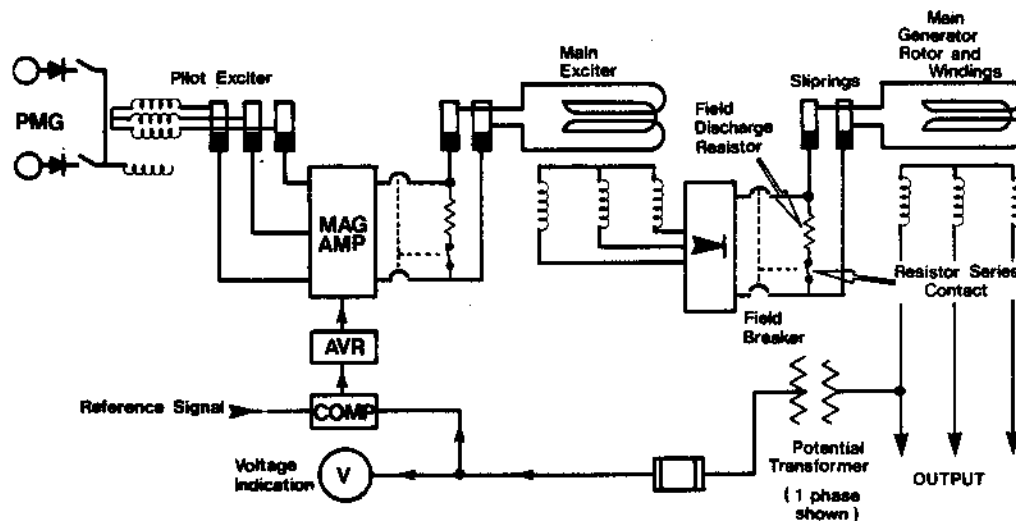 PMG
Pilot Exciter
Main
Exciter
Field
Discharge
Resistor
Sliprings
Main
Generator
Rotor and
Windings
MAG
AMP
Resistor Series
Contact
Field
Breaker
AVR
Reference Signal
COMP
Voltage
Indication
V
Potential
Transformer
( 1 phase
shown )
OUTPUT